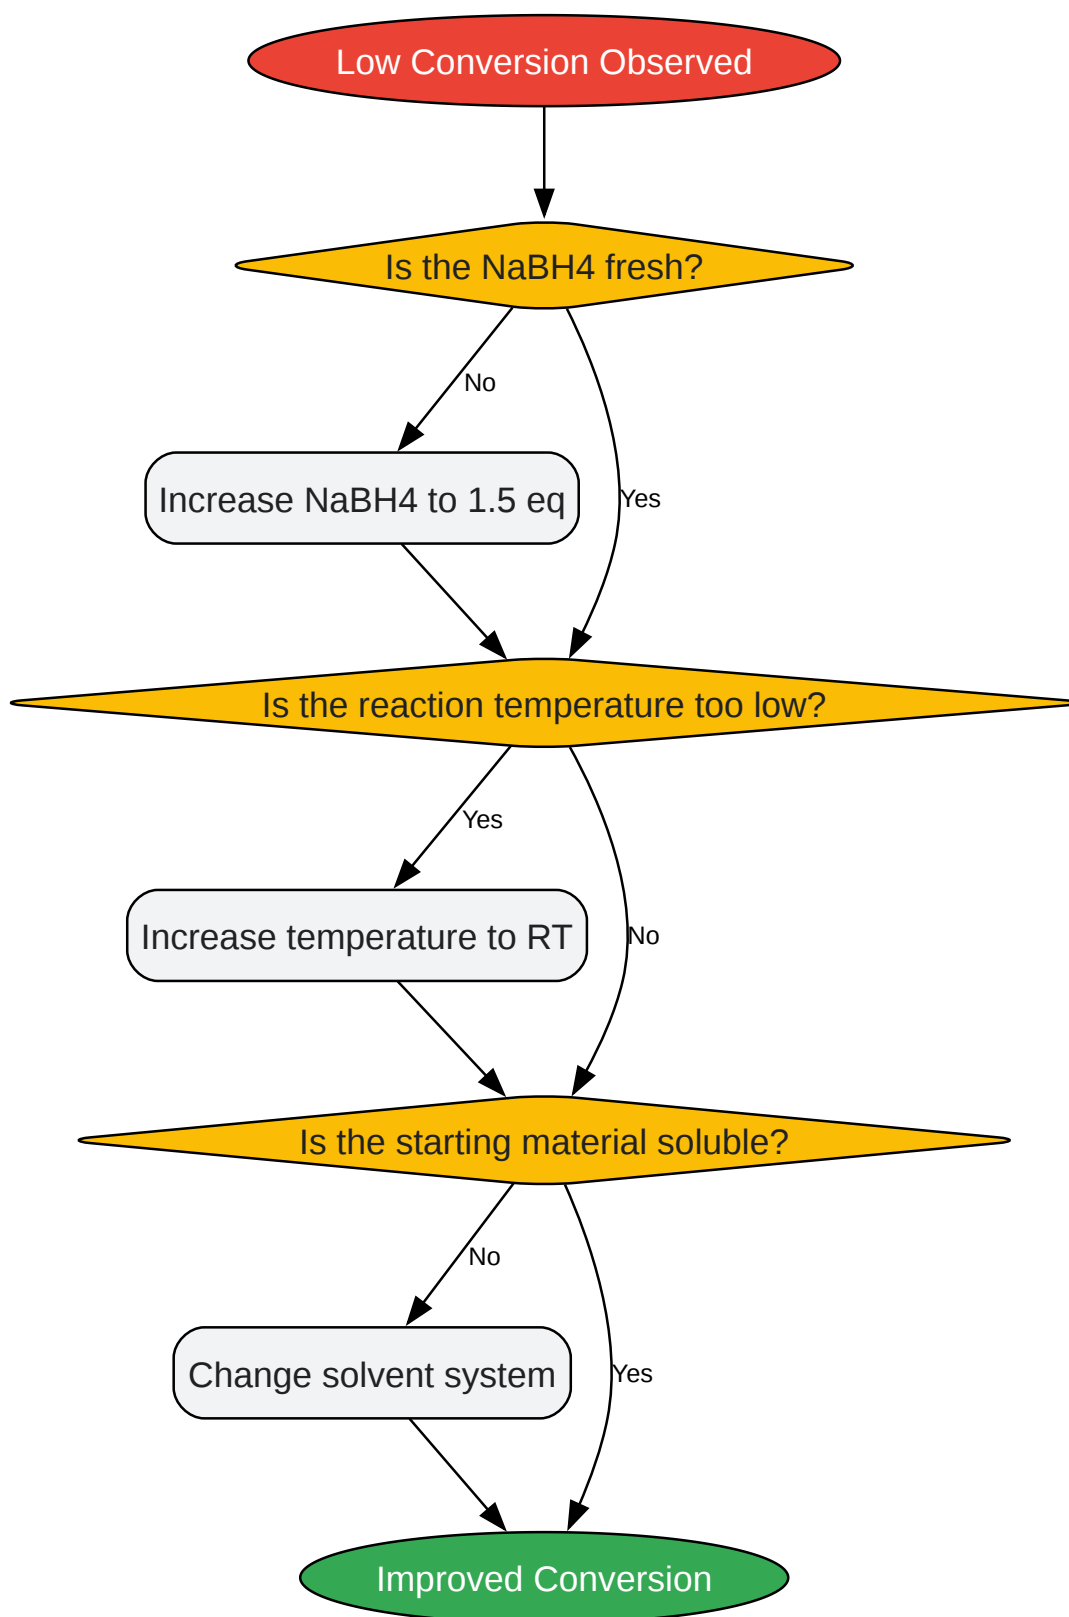 Low Conversion Observed
Is the NaBH4 fresh?
No
Increase NaBH4 to 1.5 eq
Yes
Is the reaction temperature too low?
Yes
Increase temperature to RT
No
Is the starting material soluble?
No
Change solvent system
Yes
Improved Conversion